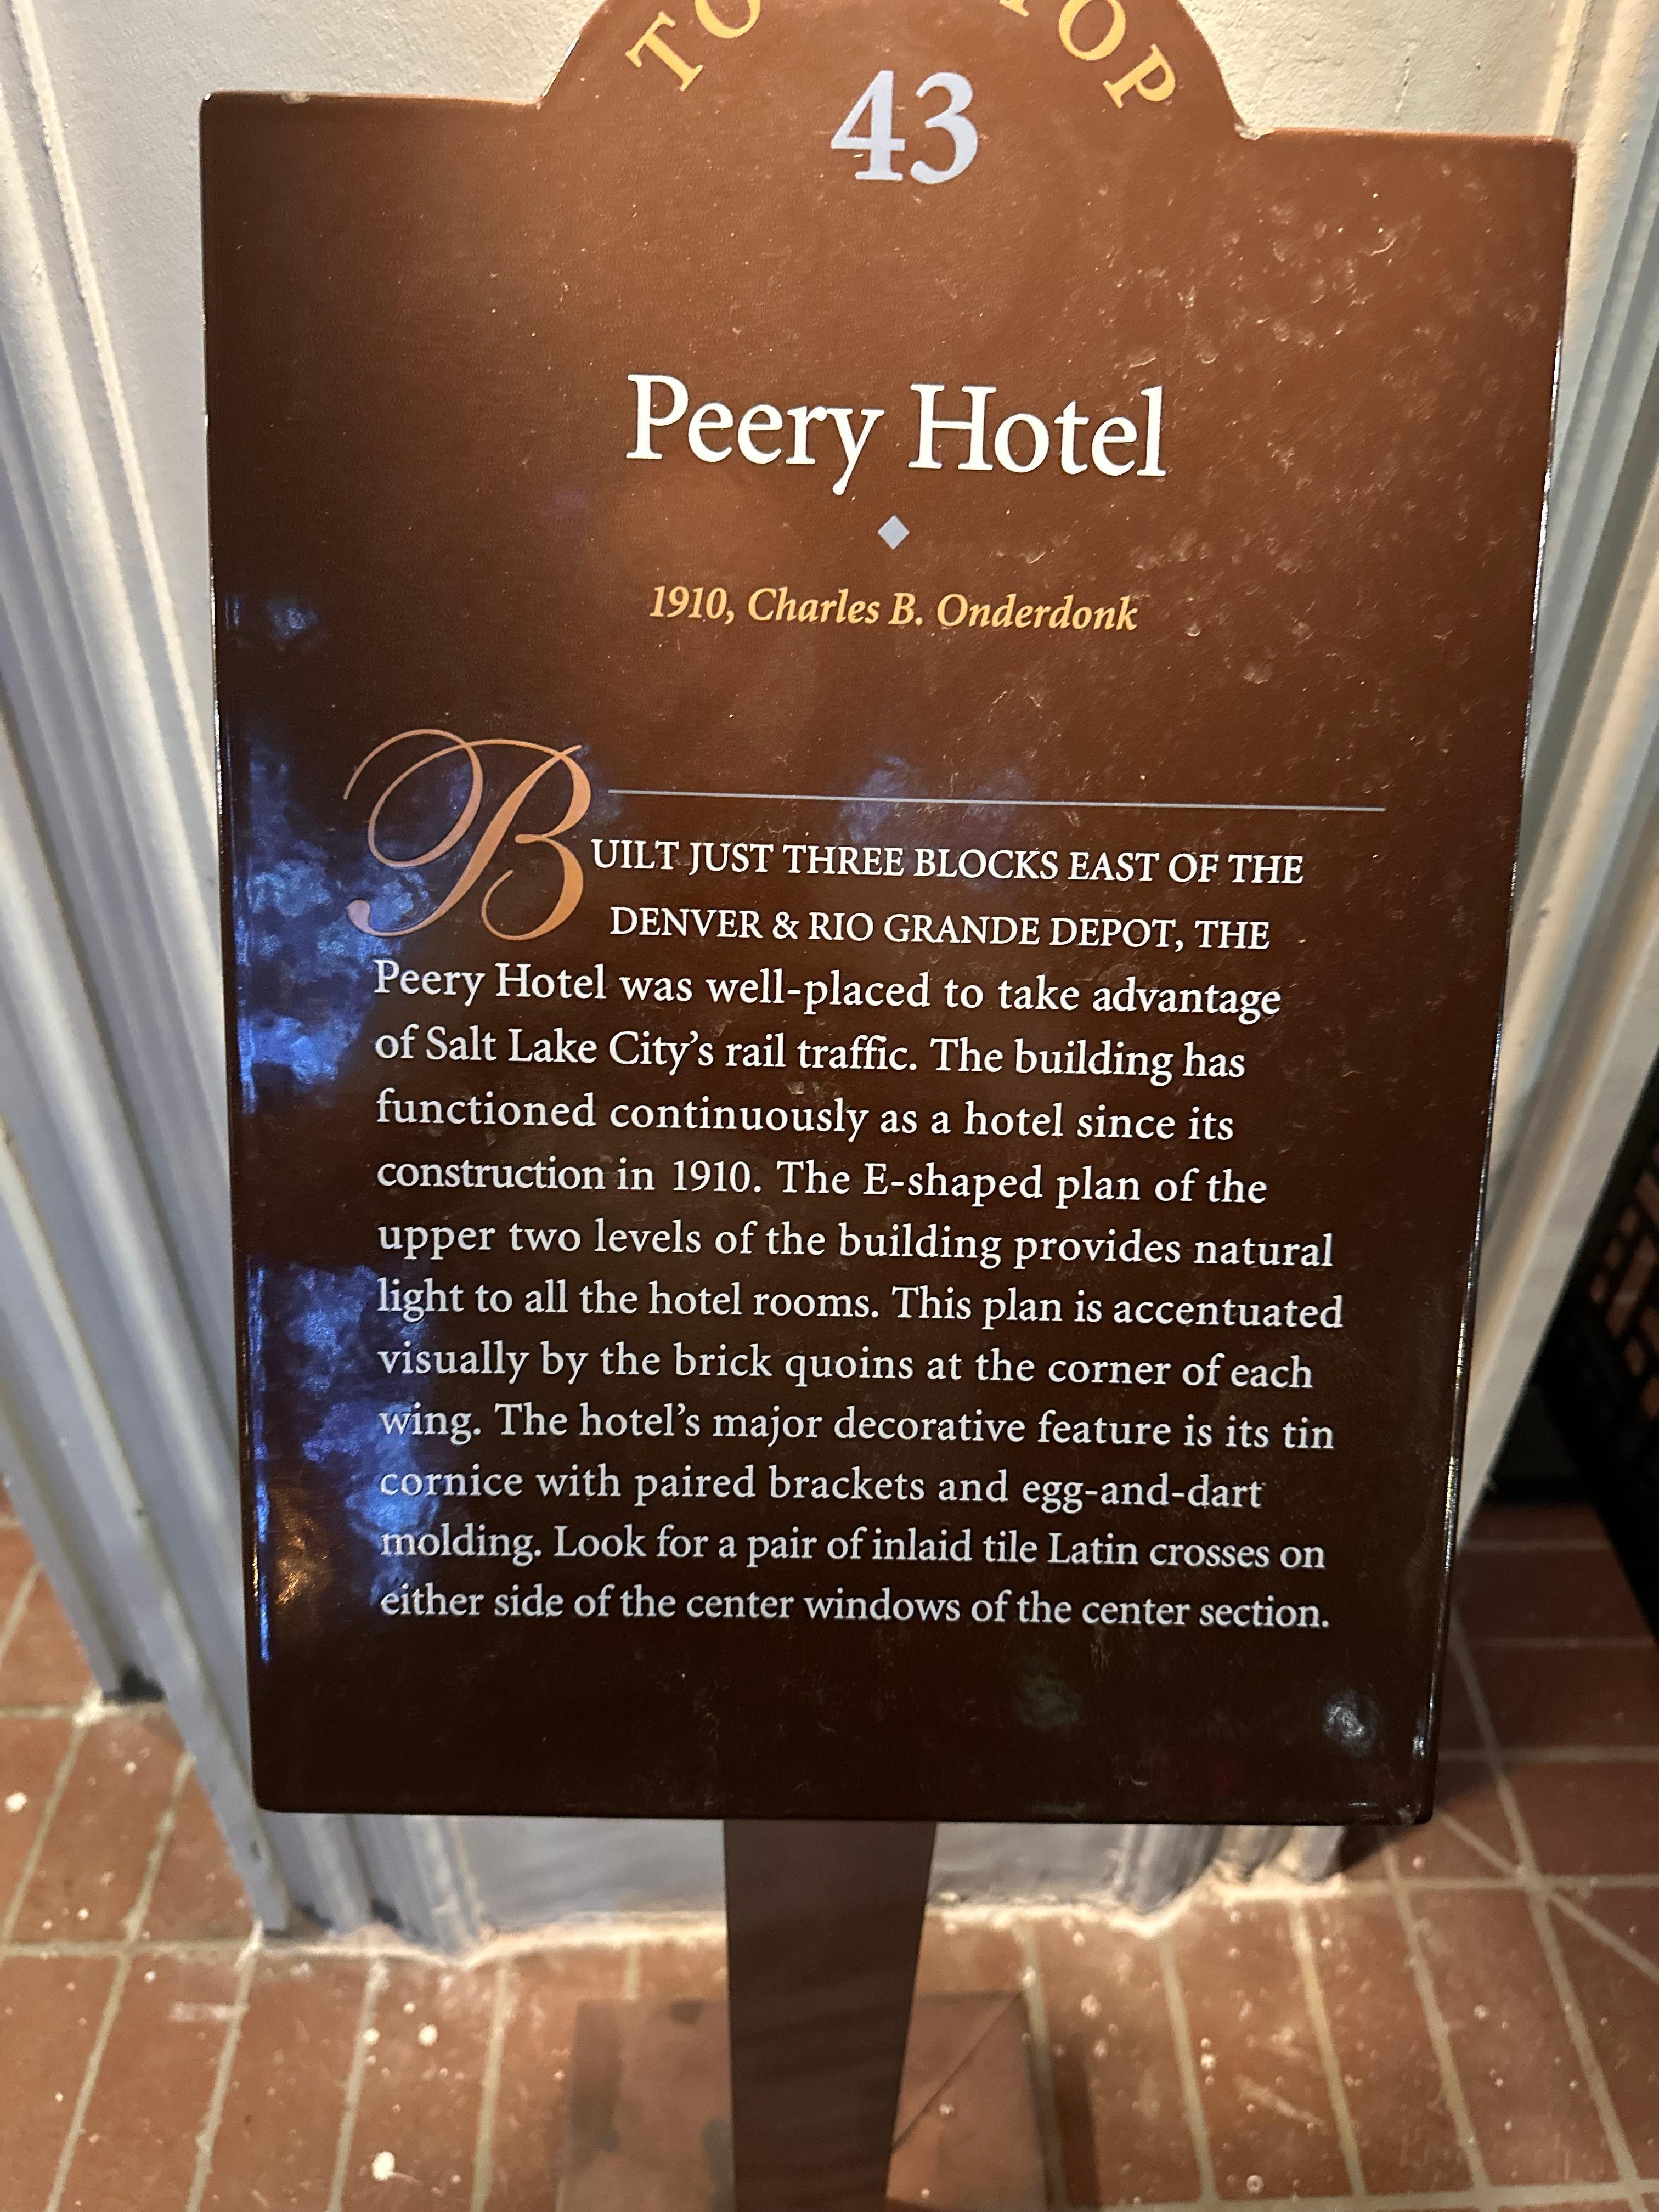 TO OP
43
Peery Hotel
1910, Charles B. Onderdonk
BUILT JUST THREE BLOCKS EAST OF THE
DENVER & RIO GRANDE DEPOT, THE
Peery Hotel was well-placed to take advantage
of Salt Lake City's rail traffic. The building has
functioned continuously as a hotel since its
construction in 1910. The E-shaped plan of the
upper two levels of the building provides natural
light to all the hotel rooms. This plan is accentuated
visually by the brick quoins at the corner of each
wing. The hotel's major decorative feature is its tin
cornice with paired brackets and egg-and-dart
molding. Look for a pair of inlaid tile Latin crosses on
either side of the center windows of the center section.